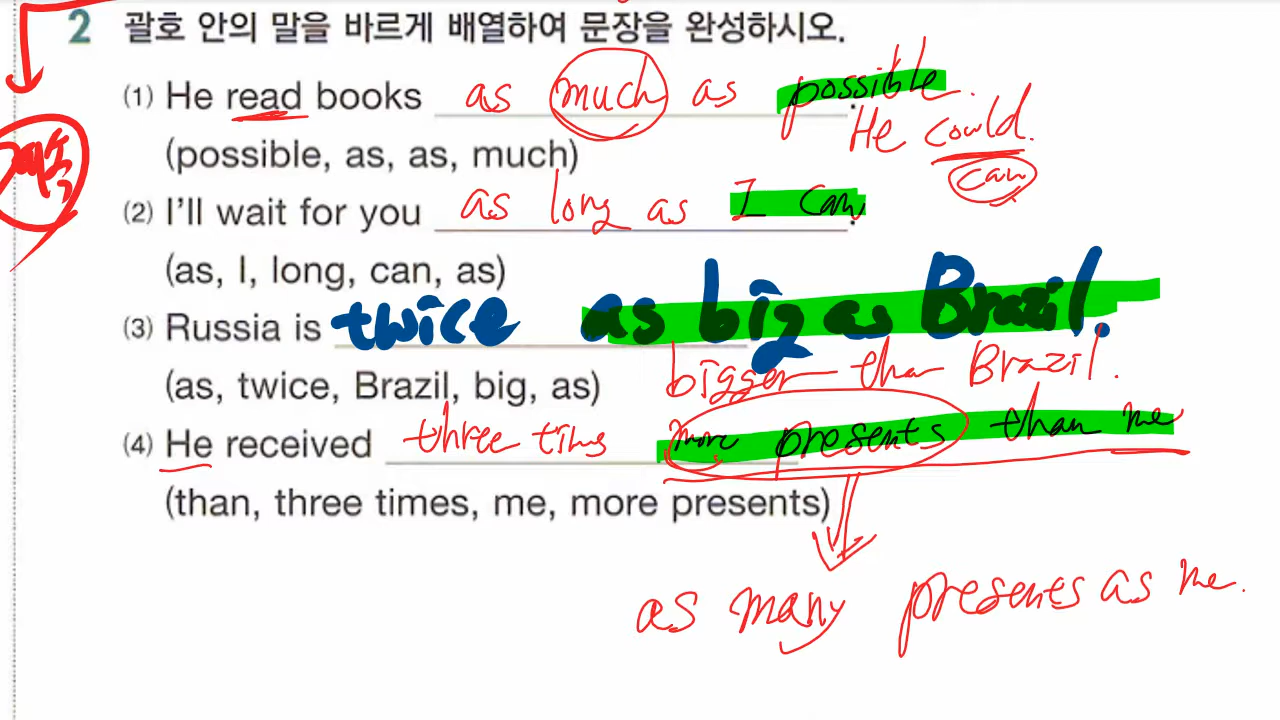 2 괄호 안의 말을 바르게 배열하여 문장을 완성하시오.
(1) He read books as much as possible.
He could.
(possible, as, as, much)
can
(2) I'll wait for you as long as I can.
(as, I, long, can, as)
(3) Russia is twice as big as Brazil.
bigger than Brazil.
(as, twice, Brazil, big, as)
(4) He received three times more presents than me
(than, three times, me, more presents)
as many presents as me.